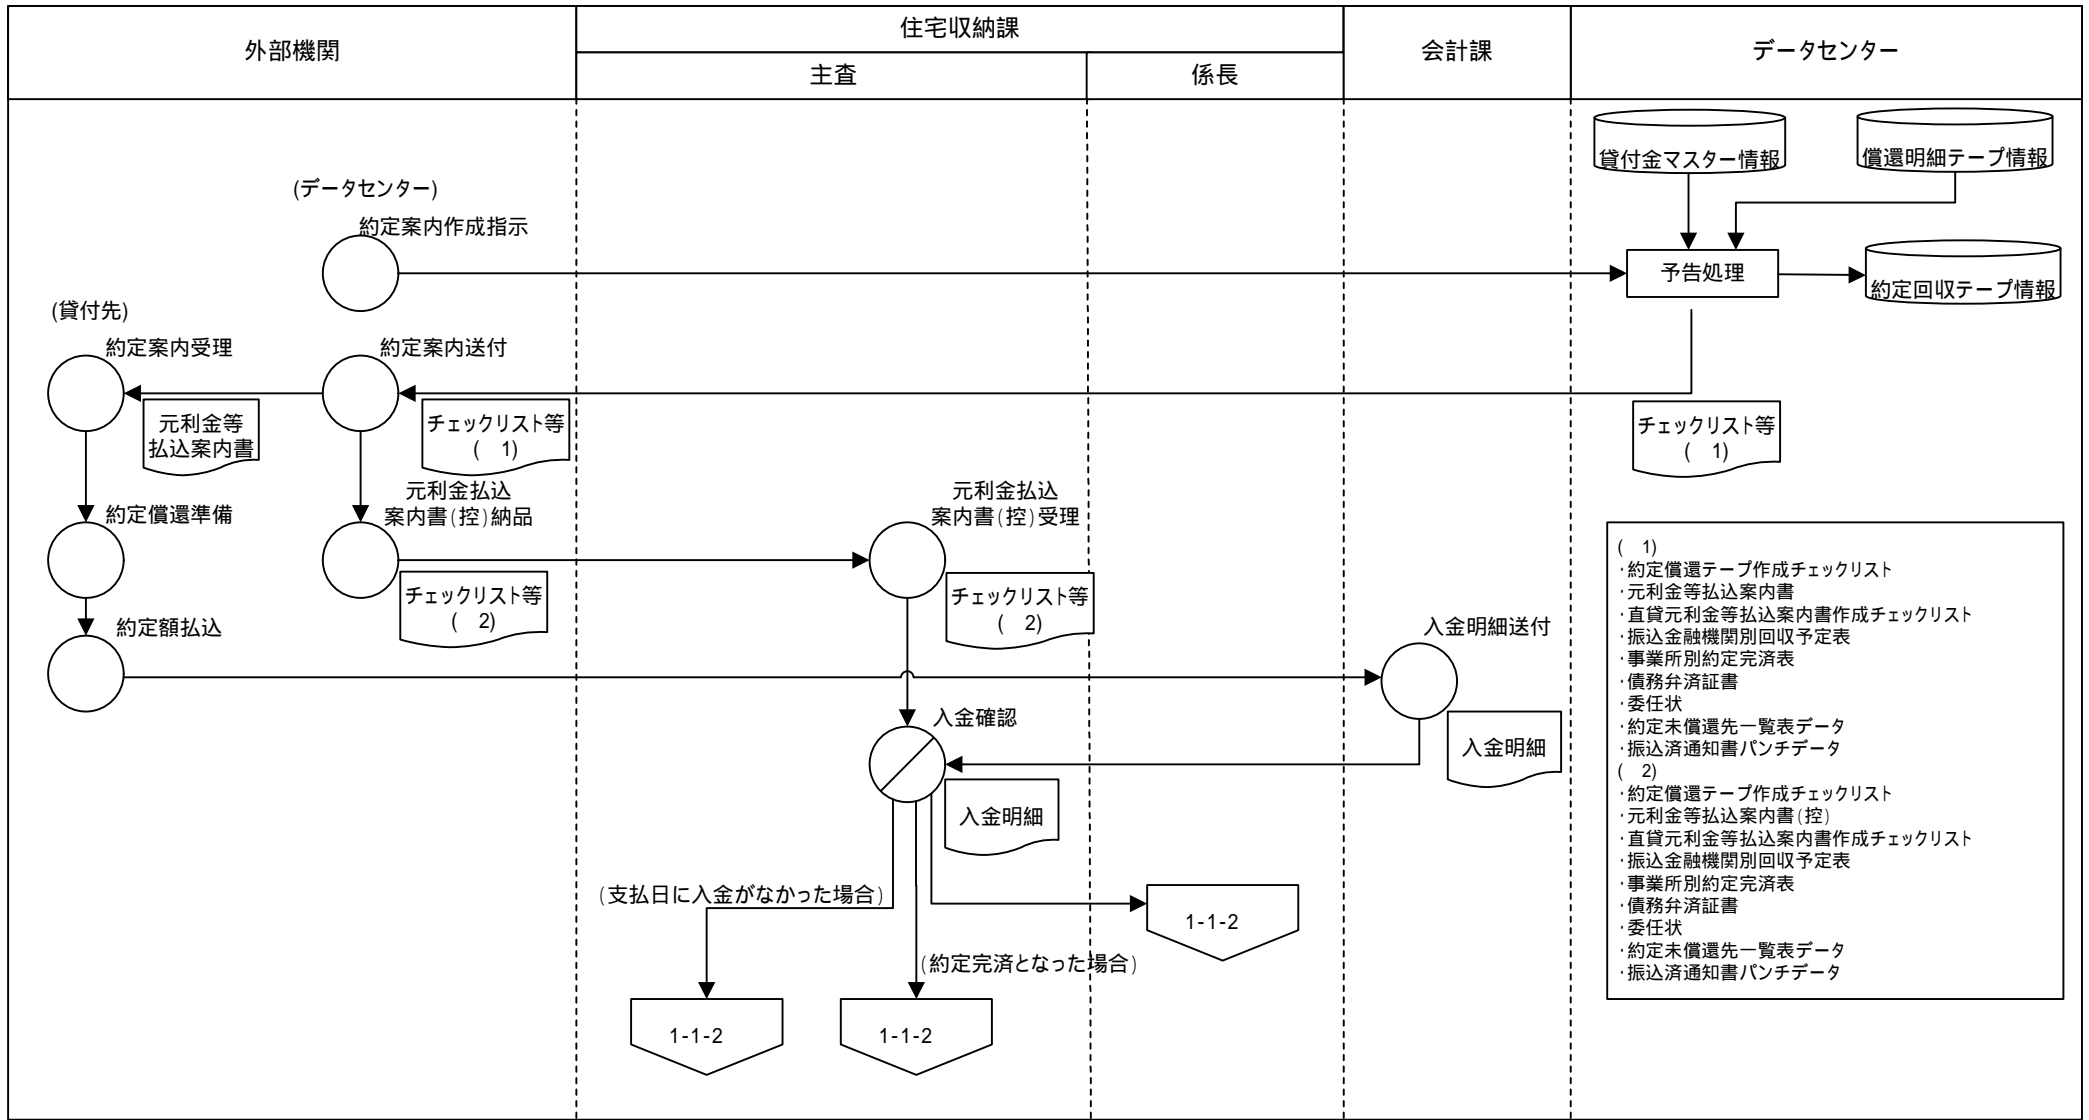 外部機関
住宅収納課
主査
係長
会計課
データセンター
貸付金マスター情報
償還明細テープ情報
(データセンター)
約定案内作成指示
予告処理
約定回収テープ情報
(貸付先)
約定案内受理
約定案内送付
元利金等
払込案内書
チェックリスト等
(　1)
チェックリスト等
(　1)
約定償還準備
元利金払込
案内書(控)納品
元利金払込
案内書(控)受理
チェックリスト等
(　2)
チェックリスト等
(　2)
約定額払込
入金明細送付
入金明細
入金確認
入金明細
(支払日に入金がなかった場合)
(約定完済となった場合)
1-1-2
1-1-2
1-1-2
(　1)
・約定償還テープ作成チェックリスト
・元利金等払込案内書
・直貸元利金等払込案内書作成チェックリスト
・振込金融機関別回収予定表
・事業所別約定完済表
・債務弁済証書
・委任状
・約定未償還先一覧表データ
・振込済通知書パンチデータ
(　2)
・約定償還テープ作成チェックリスト
・元利金等払込案内書(控)
・直貸元利金等払込案内書作成チェックリスト
・振込金融機関別回収予定表
・事業所別約定完済表
・債務弁済証書
・委任状
・約定未償還先一覧表データ
・振込済通知書パンチデータ